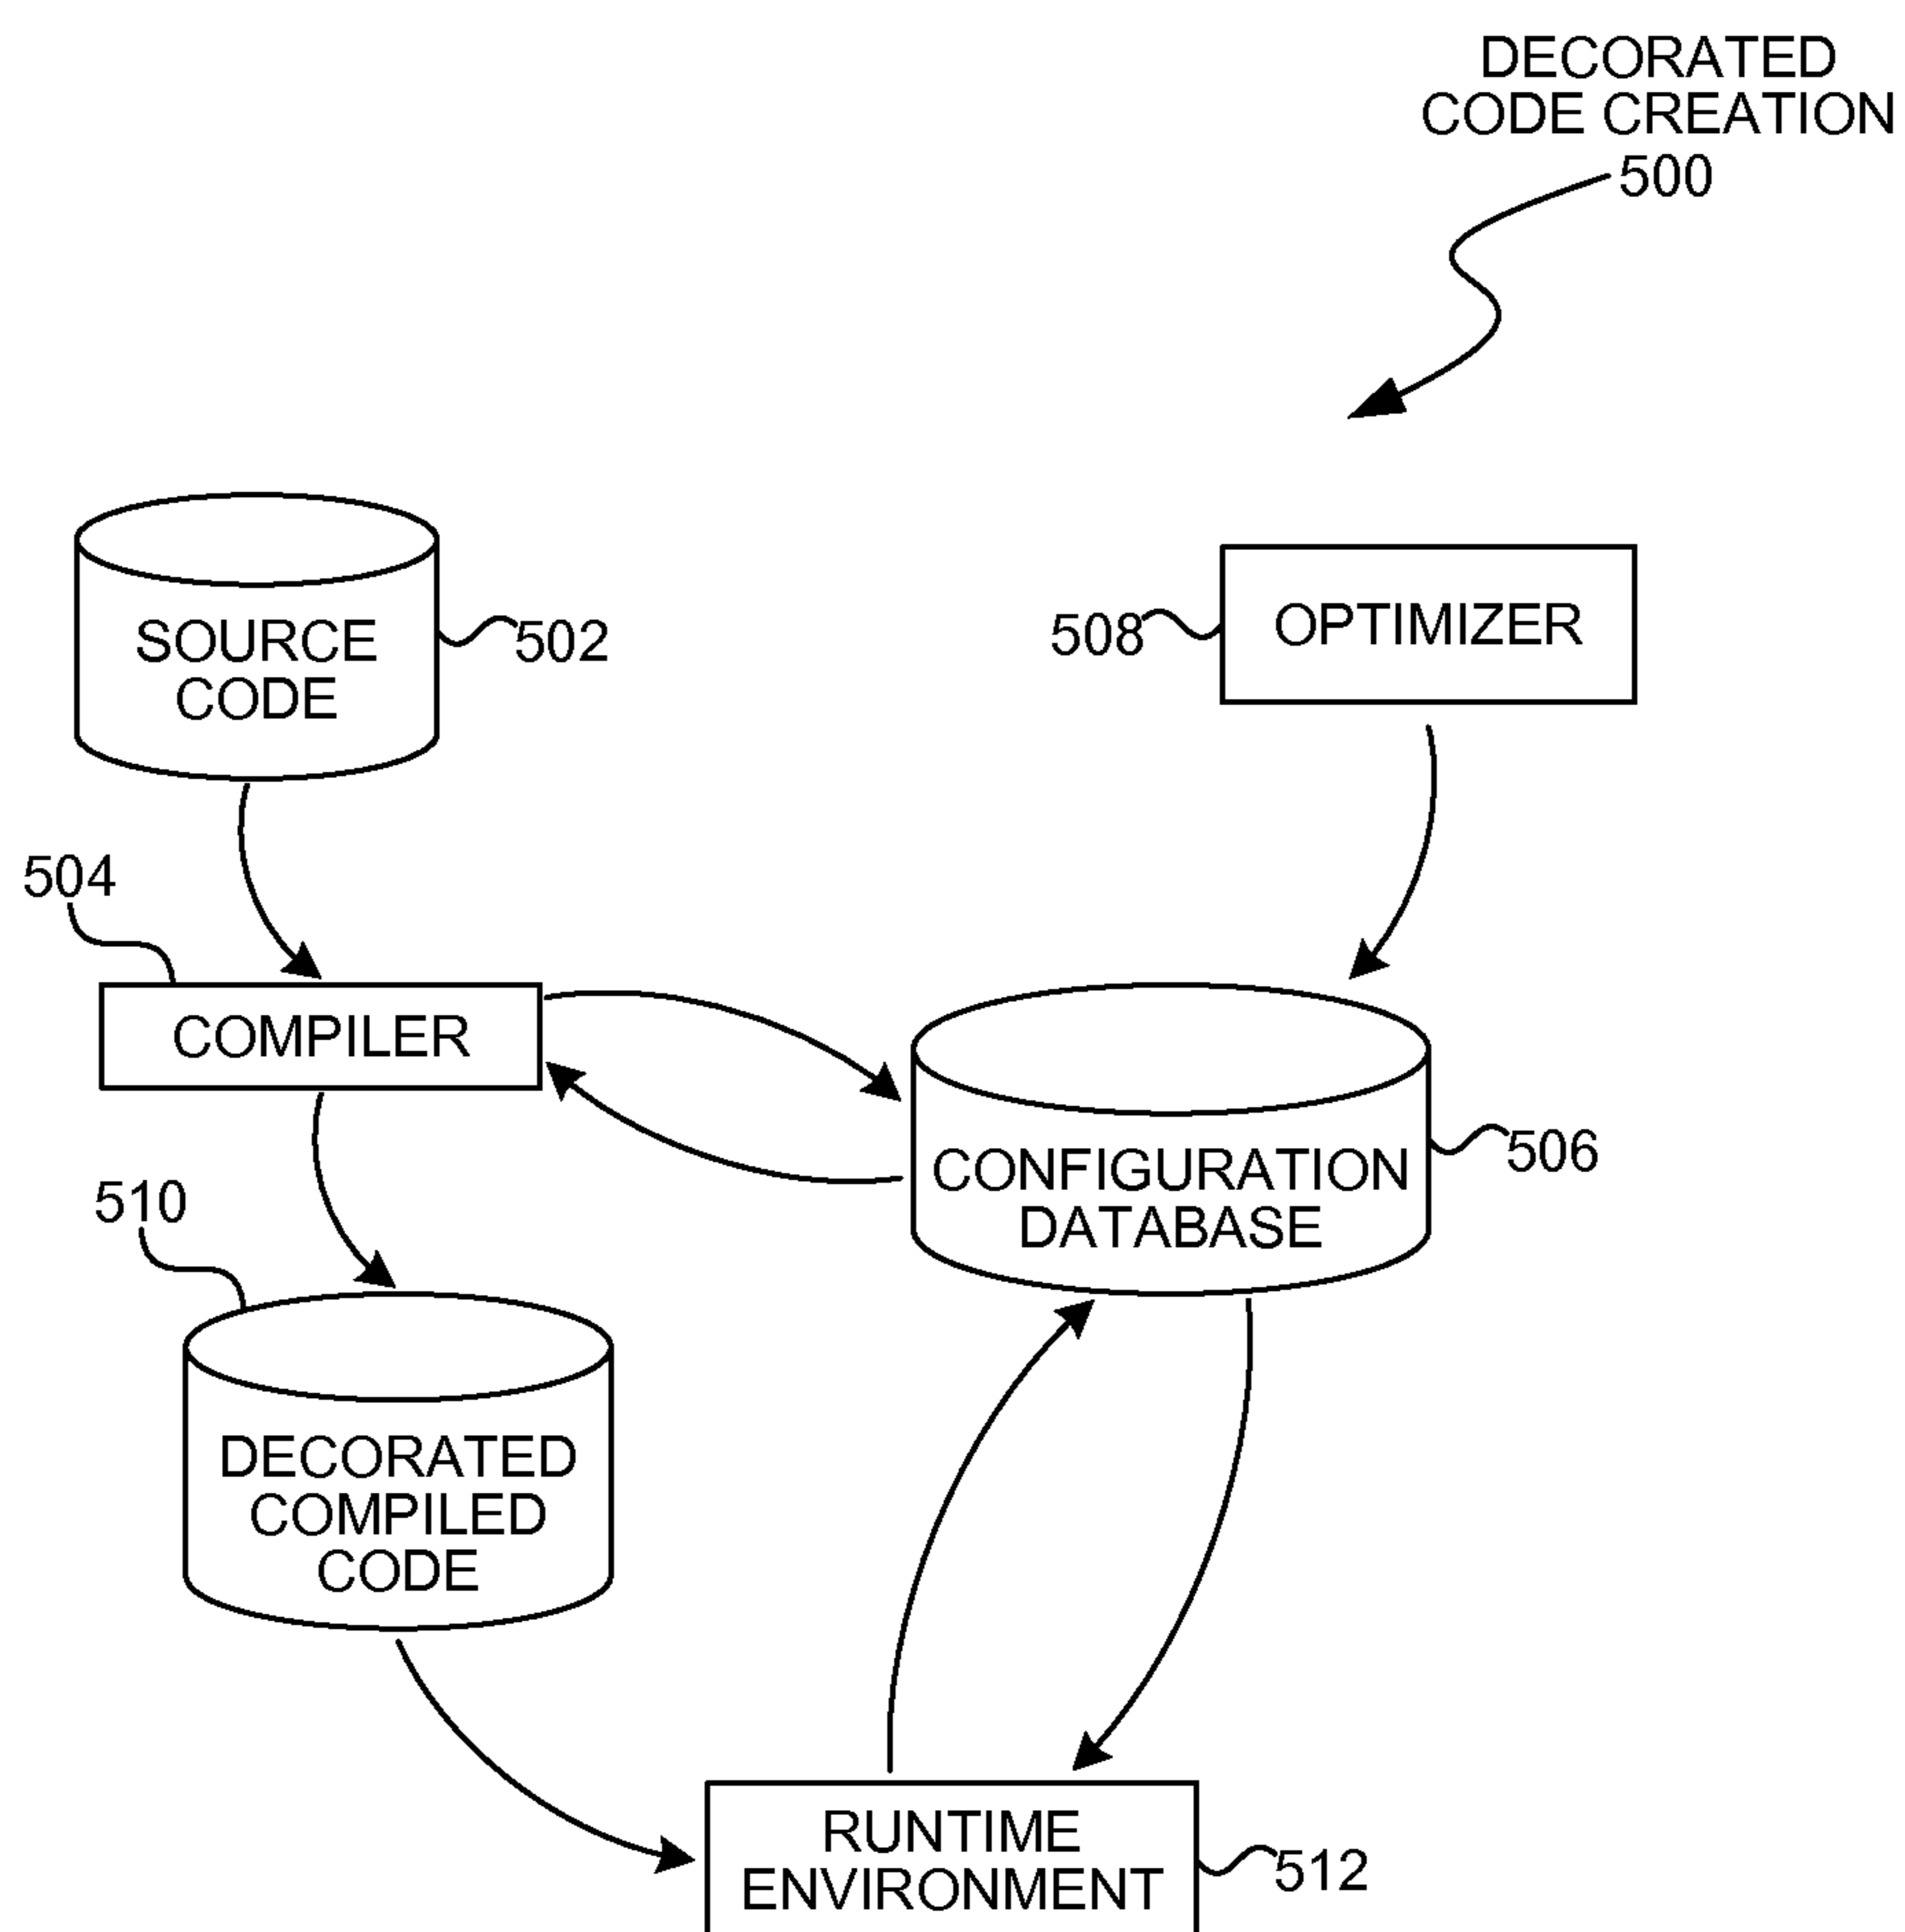 DECORATED
CODE CREATION
500
SOURCE
CODE
502
508
OPTIMIZER
504
COMPILER
CONFIGURATION
DATABASE
506
510
DECORATED
COMPILED
CODE
RUNTIME
ENVIRONMENT
512